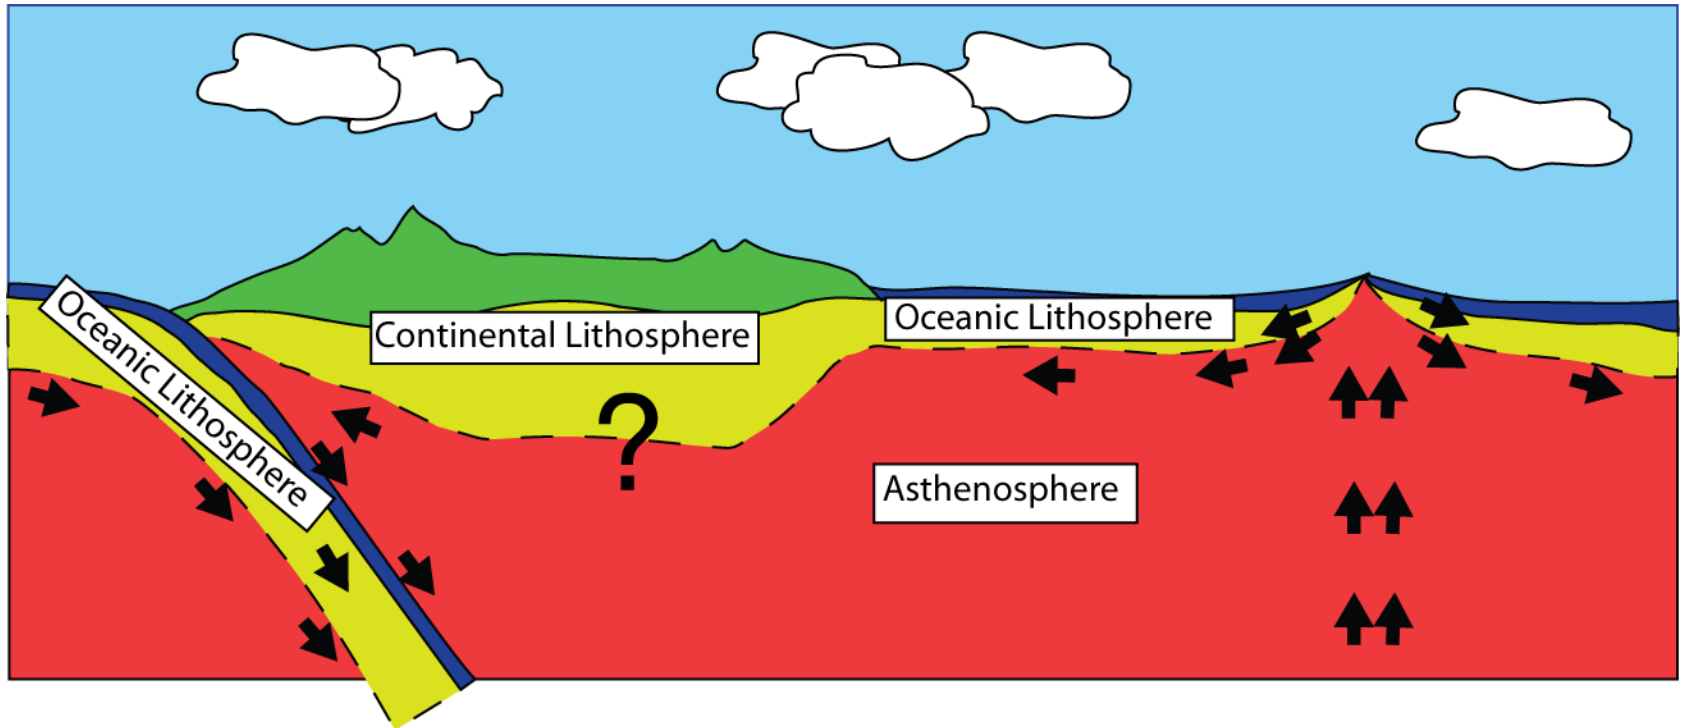 Oceanic Lithosphere
Continental Lithosphere
Oceanic Lithosphere
?
Asthenosphere